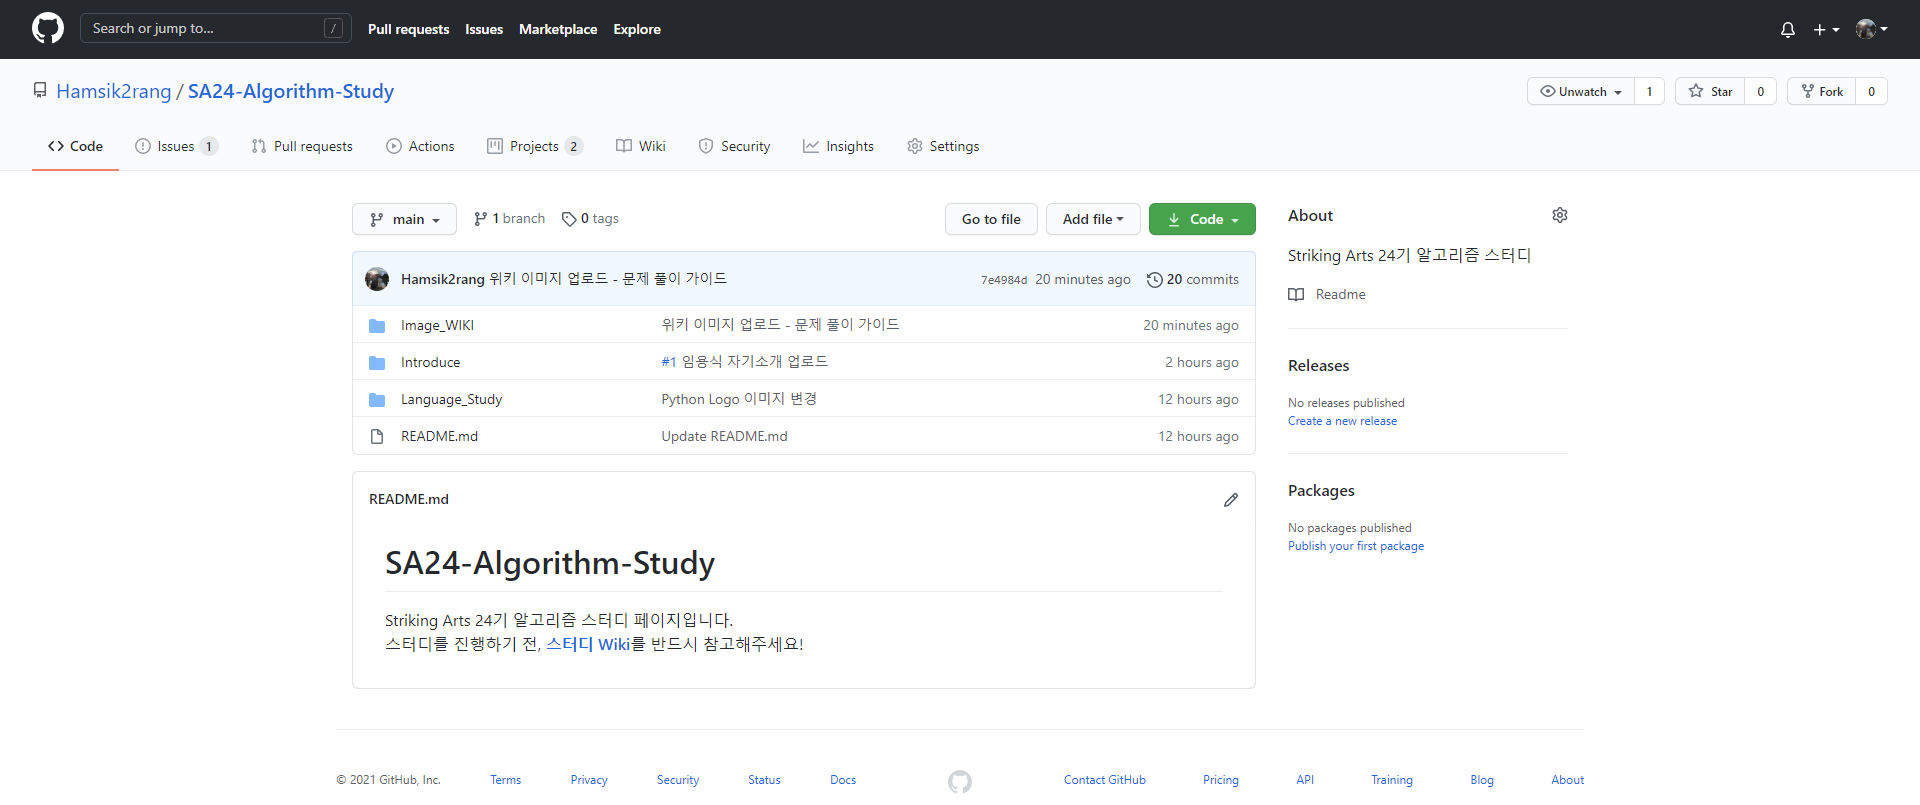 Search or jump to... /
Pull requests Issues Marketplace Explore
Hamsik2rang / SA24-Algorithm-Study
Unwatch 1 Star 0 Fork 0
Code Issues 1 Pull requests Actions Projects 2 Wiki Security Insights Settings
main 1 branch 0 tags
Go to file Add file Code
Hamsik2rang 위키 이미지 업로드 - 문제 풀이 가이드 7e4984d 20 minutes ago 20 commits
Image_WIKI 위키 이미지 업로드 - 문제 풀이 가이드 20 minutes ago
Introduce #1 임용식 자기소개 업로드 2 hours ago
Language_Study Python Logo 이미지 변경 12 hours ago
README.md Update README.md 12 hours ago
README.md
SA24-Algorithm-Study
Striking Arts 24기 알고리즘 스터디 페이지입니다.
스터디를 진행하기 전, 스터디 Wiki를 반드시 참고해주세요!
About
Striking Arts 24기 알고리즘 스터디
Readme
Releases
No releases published
Create a new release
Packages
No packages published
Publish your first package
© 2021 GitHub, Inc. Terms Privacy Security Status Docs Contact GitHub Pricing API Training Blog About